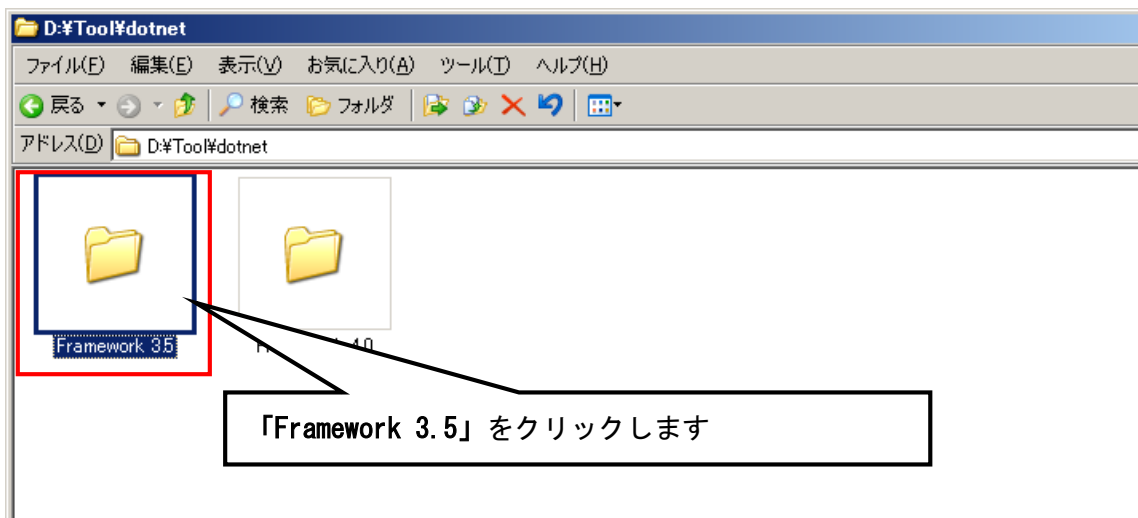 D:¥Tool¥dotnet
ファイル(F) 編集(E) 表示(V) お気に入り(A) ツール(T) ヘルプ(H)
戻る 検索 フォルダ
アドレス(D) D:¥Tool¥dotnet
Framework 3.5
4.0
「Framework 3.5」をクリックします